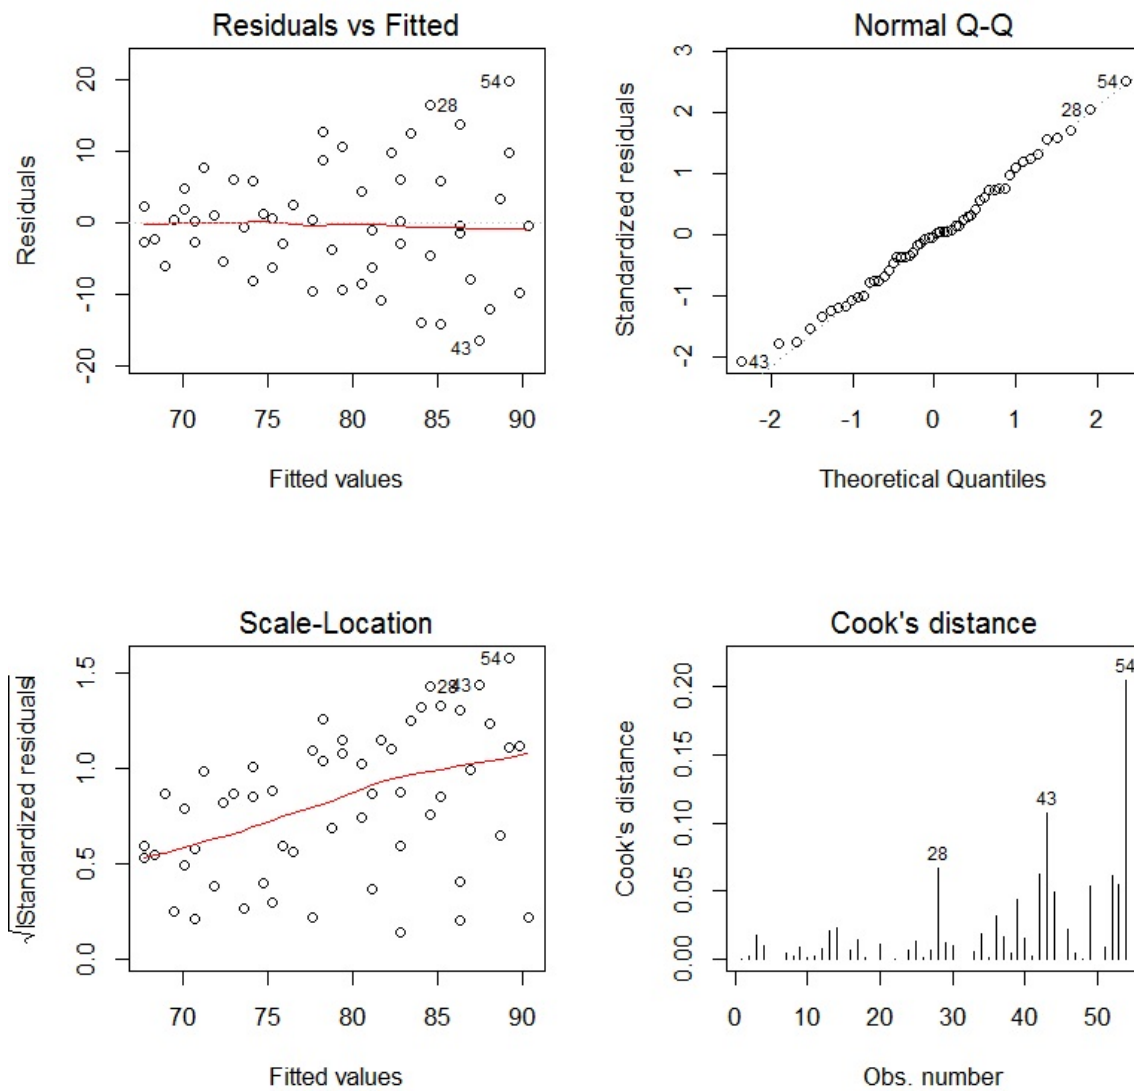 Residuals vs Fitted
Residuals
20
10
0
-10
-20
54
28
43
70 75 80 85 90
Fitted values
Normal Q-Q
Standardized residuals
3
2
1
0
-1
-2
54
28
43
-2 -1 0 1 2
Theoretical Quantiles
Scale-Location
√|Standardized residuals|
1.5
1.0
0.5
0.0
54
28
43
70 75 80 85 90
Fitted values
Cook's distance
Cook's distance
0.20
0.15
0.10
0.05
0.00
54
43
28
0 10 20 30 40 50
Obs. number